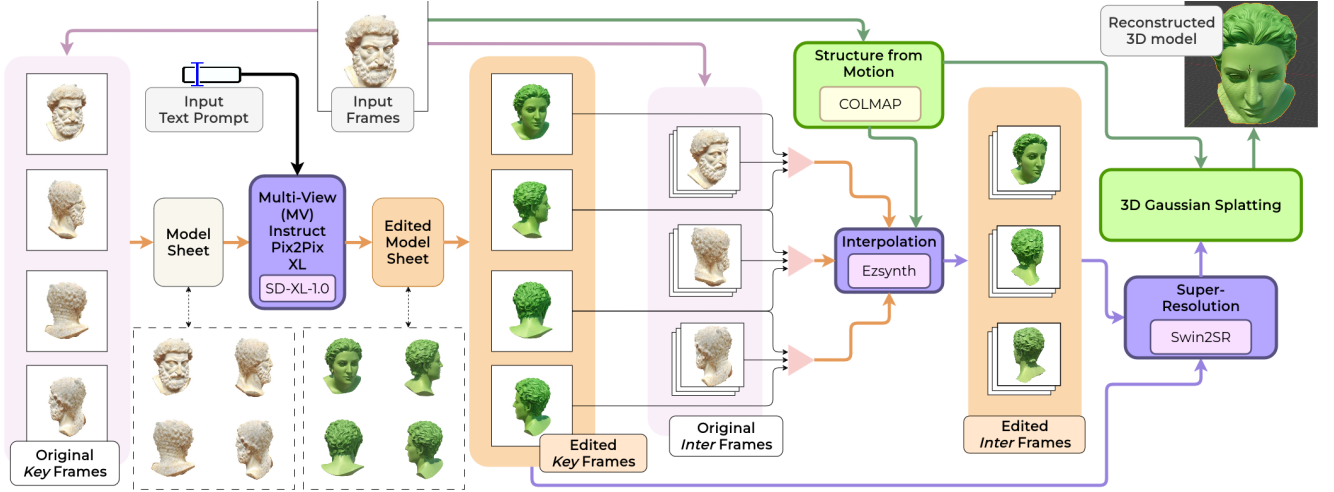 Input
Text Prompt
Input
Frames
Structure from
Motion
COLMAP
Reconstructed
3D model
Model
Sheet
Multi-View
(MV)
Instruct
Pix2Pix
XL
SD-XL-1.0
Edited
Model
Sheet
Interpolation
Ezsynth
3D Gaussian Splatting
Super-
Resolution
Swin2SR
Original
Key Frames
Edited
Key Frames
Original
Inter Frames
Edited
Inter Frames